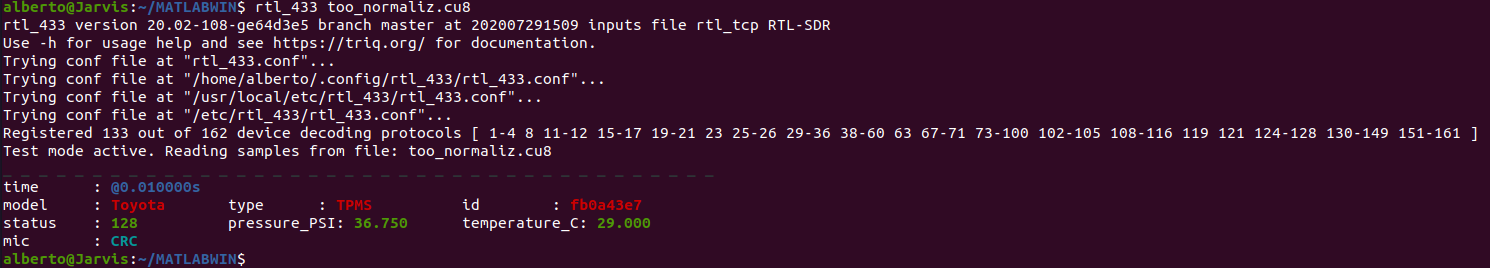 alberto@Jarvis:~/MATLABWIN$ rtl_433 too_normaliz.cu8
rtl_433 version 20.02-108-ge64d3e5 branch master at 202007291509 inputs file rtl_tcp RTL-SDR
Use -h for usage help and see https://triq.org/ for documentation.
Trying conf file at "rtl_433.conf"...
Trying conf file at "/home/alberto/.config/rtl_433/rtl_433.conf"...
Trying conf file at "/usr/local/etc/rtl_433/rtl_433.conf"...
Trying conf file at "/etc/rtl_433/rtl_433.conf"...
Registered 133 out of 162 device decoding protocols [ 1-4 8 11-12 15-17 19-21 23 25-26 29-36 38-60 63 67-71 73-100 102-105 108-116 119 121 124-128 130-149 151-161 ]
Test mode active. Reading samples from file: too_normaliz.cu8
_ _ _ _ _ _ _ _ _ _ _ _ _ _ _ _ _ _ _ _ _ _ _ _ _ _ _ _ _ _ _ _ _ _ _ _ _ _ _ _
time : @0.010000s
model : Toyota type : TPMS id : fb0a43e7
status : 128 pressure_PSI: 36.750 temperature_C: 29.000
mic : CRC
alberto@Jarvis:~/MATLABWIN$